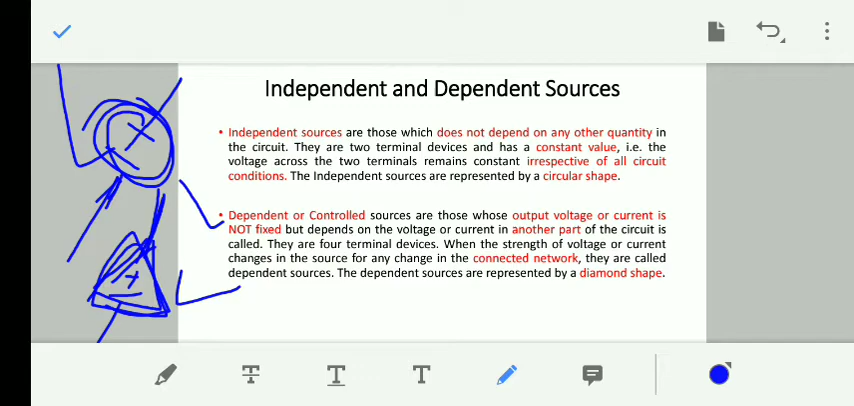 Independent and Dependent Sources
• Independent sources are those which does not depend on any other quantity in
the circuit. They are two terminal devices and has a constant value, i.e. the
voltage across the two terminals remains constant irrespective of all circuit
conditions. The Independent sources are represented by a circular shape.
• Dependent or Controlled sources are those whose output voltage or current is
NOT fixed but depends on the voltage or current in another part of the circuit is
called. They are four terminal devices. When the strength of voltage or current
changes in the source for any change in the connected network, they are called
dependent sources. The dependent sources are represented by a diamond shape.
T T T